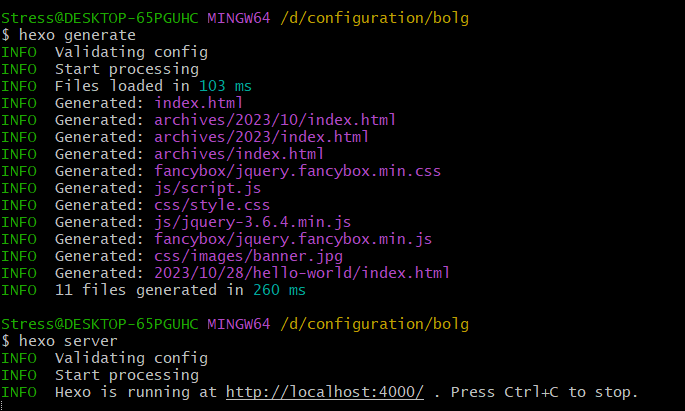 Stress@DESKTOP-65PGUHC MINGW64 /d/configuration/bolg
$ hexo generate
INFO  Validating config
INFO  Start processing
INFO  Files loaded in 103 ms
INFO  Generated: index.html
INFO  Generated: archives/2023/10/index.html
INFO  Generated: archives/2023/index.html
INFO  Generated: archives/index.html
INFO  Generated: fancybox/jquery.fancybox.min.css
INFO  Generated: js/script.js
INFO  Generated: css/style.css
INFO  Generated: js/jquery-3.6.4.min.js
INFO  Generated: fancybox/jquery.fancybox.min.js
INFO  Generated: css/images/banner.jpg
INFO  Generated: 2023/10/28/hello-world/index.html
INFO  11 files generated in 260 ms
Stress@DESKTOP-65PGUHC MINGW64 /d/configuration/bolg
$ hexo server
INFO  Validating config
INFO  Start processing
INFO  Hexo is running at http://localhost:4000/ . Press Ctrl+C to stop.